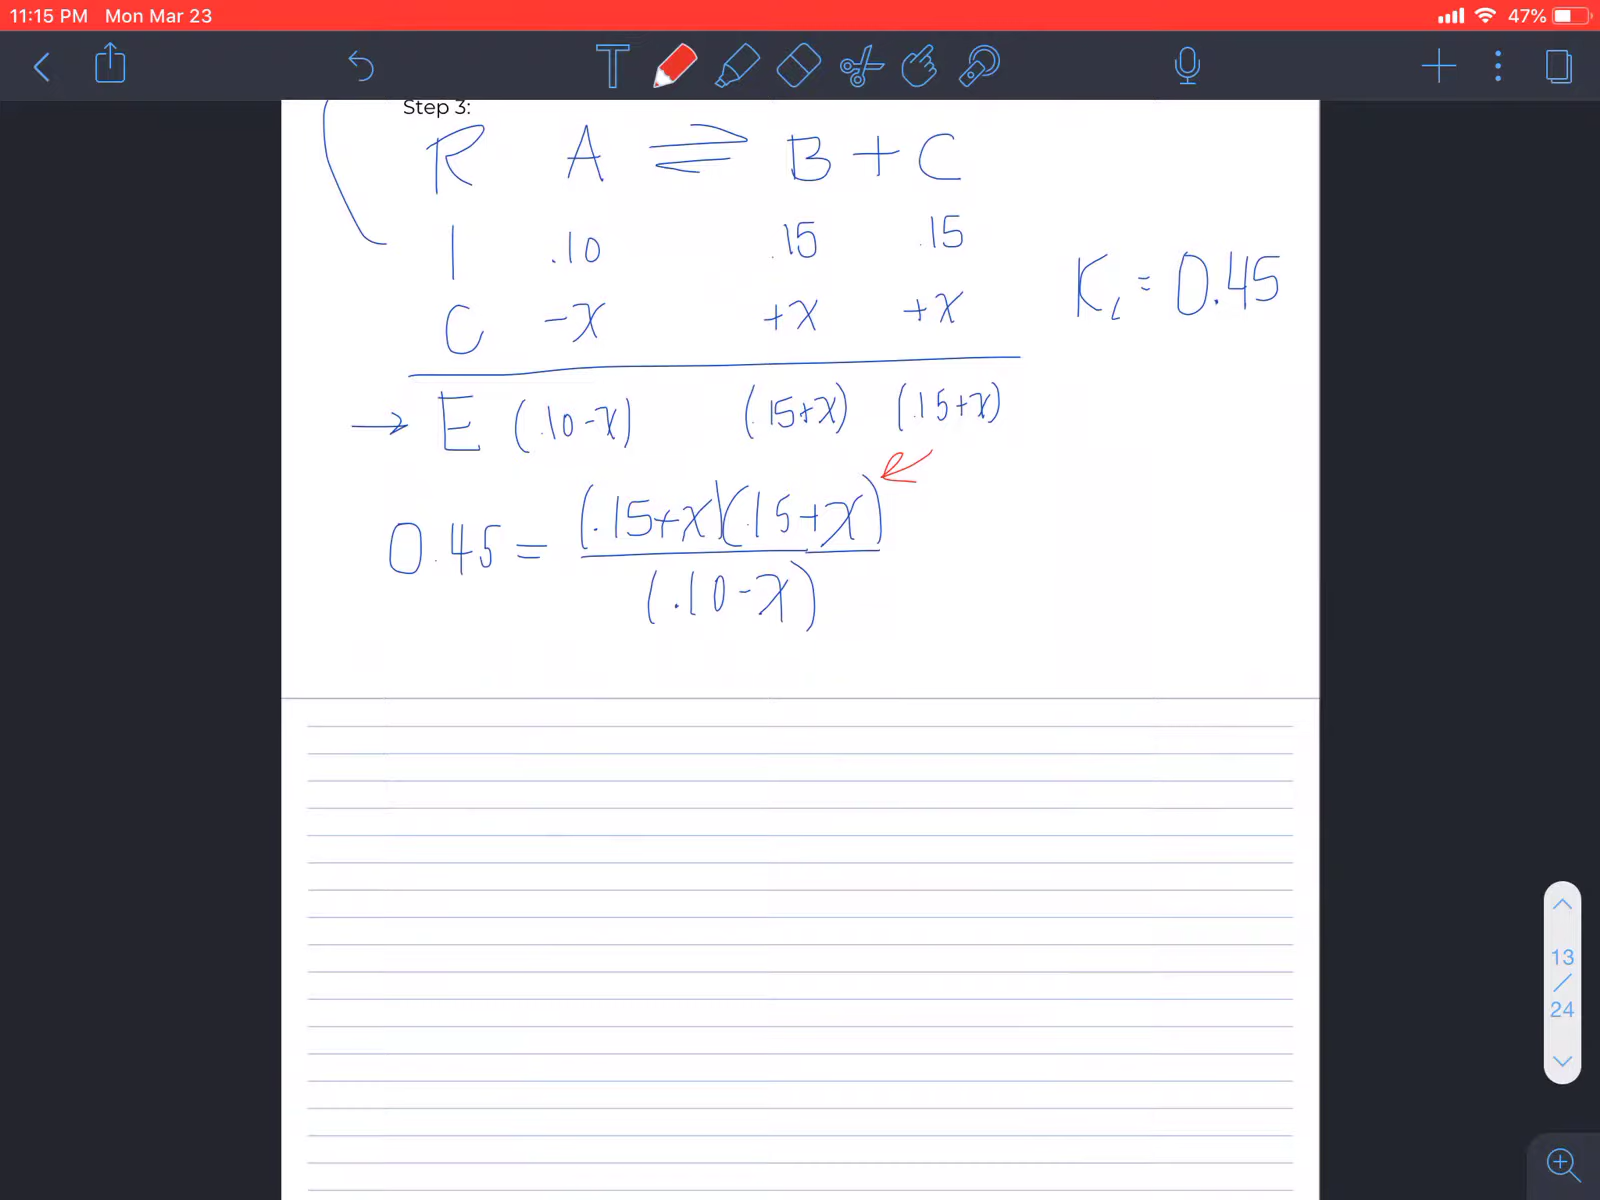 11:15 PM Mon Mar 23 47%
Step 3:
R A ⇌ B + C
I .10 .15 .15
C -x +x +x
Kc = 0.45
→ E (.10-x) (.15+x) (.15+x)
0.45 = (.15+x)(.15+x)
(.10-x)
13
/
24